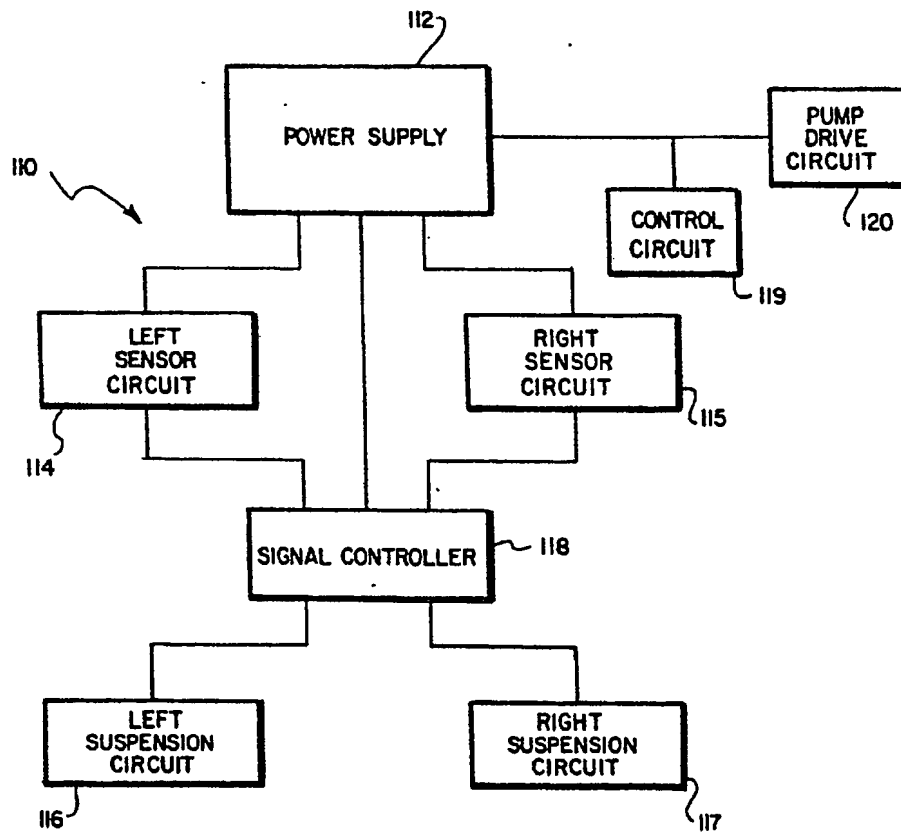 112
POWER SUPPLY
PUMP
DRIVE
CIRCUIT
120
110
CONTROL
CIRCUIT
119
LEFT
SENSOR
CIRCUIT
114
RIGHT
SENSOR
CIRCUIT
115
SIGNAL CONTROLLER
118
LEFT
SUSPENSION
CIRCUIT
116
RIGHT
SUSPENSION
CIRCUIT
117